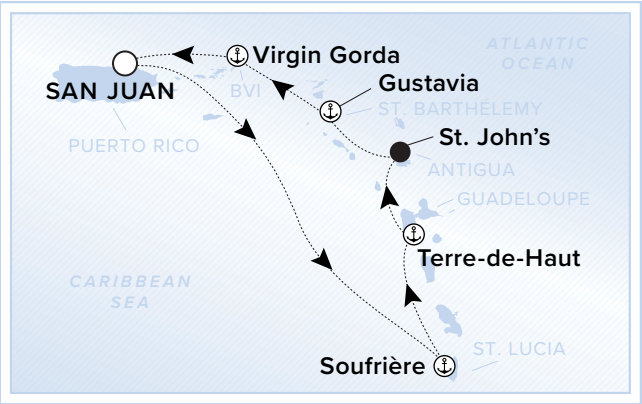 ATLANTIC
OCEAN
Virgin Gorda
BVI
SAN JUAN
PUERTO RICO
Gustavia
ST. BARTHÉLEMY
St. John's
ANTIGUA
GUADELOUPE
Terre-de-Haut
CARIBBEAN
SEA
ST. LUCIA
Soufrière